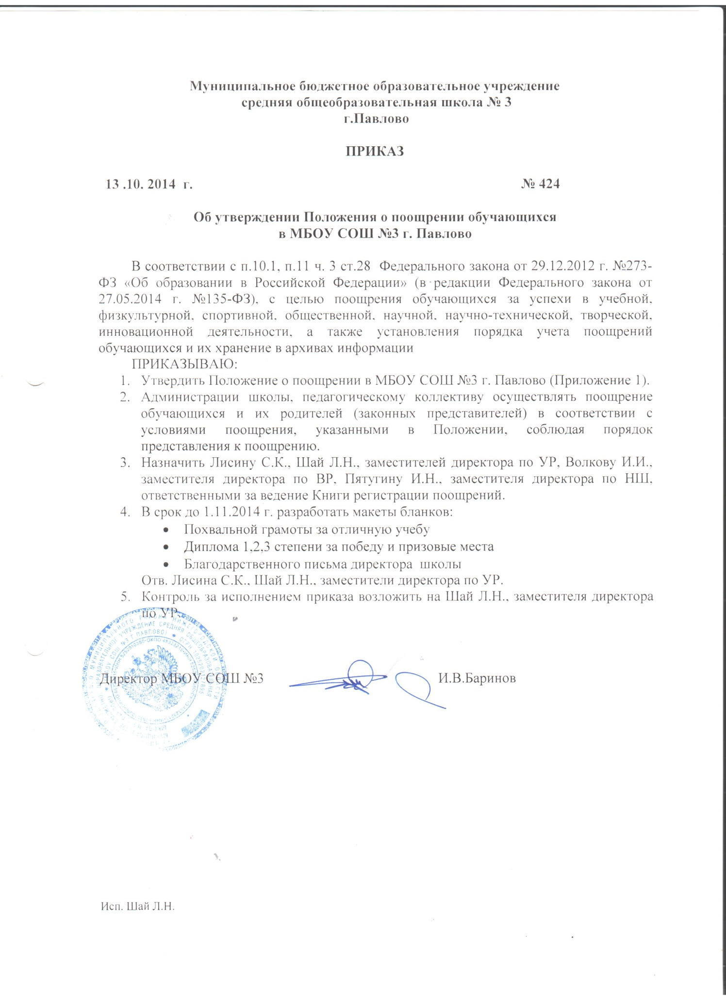 Муниципальное бюджетное образовательное учреждение
средняя общеобразовательная школа № 3
г.Павлово
ПРИКАЗ
13 .10. 2014 г. № 424
Об утверждении Положения о поощрении обучающихся
в МБОУ СОШ №3 г. Павлово
В соответствии с п.10.1, п.11 ч. 3 ст.28 Федерального закона от 29.12.2012 г. №273-
ФЗ «Об образовании в Российской Федерации» (в редакции Федерального закона от
27.05.2014 г. №135-ФЗ), с целью поощрения обучающихся за успехи в учебной,
физкультурной, спортивной, общественной, научной, научно-технической, творческой,
инновационной деятельности, а также установления порядка учета поощрений
обучающихся и их хранение в архивах информации
ПРИКАЗЫВАЮ:
1. Утвердить Положение о поощрении в МБОУ СОШ №3 г. Павлово (Приложение 1).
2. Администрации школы, педагогическому коллективу осуществлять поощрение
обучающихся и их родителей (законных представителей) в соответствии с
условиями поощрения, указанными в Положении, соблюдая порядок
представления к поощрению.
3. Назначить Лисину С.К., Шай Л.Н., заместителей директора по УР, Волкову И.И.,
заместителя директора по ВР, Пятугину И.Н., заместителя директора по НШ,
ответственными за ведение Книги регистрации поощрений.
4. В срок до 1.11.2014 г. разработать макеты бланков:
• Похвальной грамоты за отличную учебу
• Диплома 1,2,3 степени за победу и призовые места
• Благодарственного письма директора школы
Отв. Лисина С.К., Шай Л.Н., заместители директора по УР.
5. Контроль за исполнением приказа возложить на Шай Л.Н., заместителя директора
по УР.
Директор МБОУ СОШ №3 И.В.Баринов
Исп. Шай Л.Н.